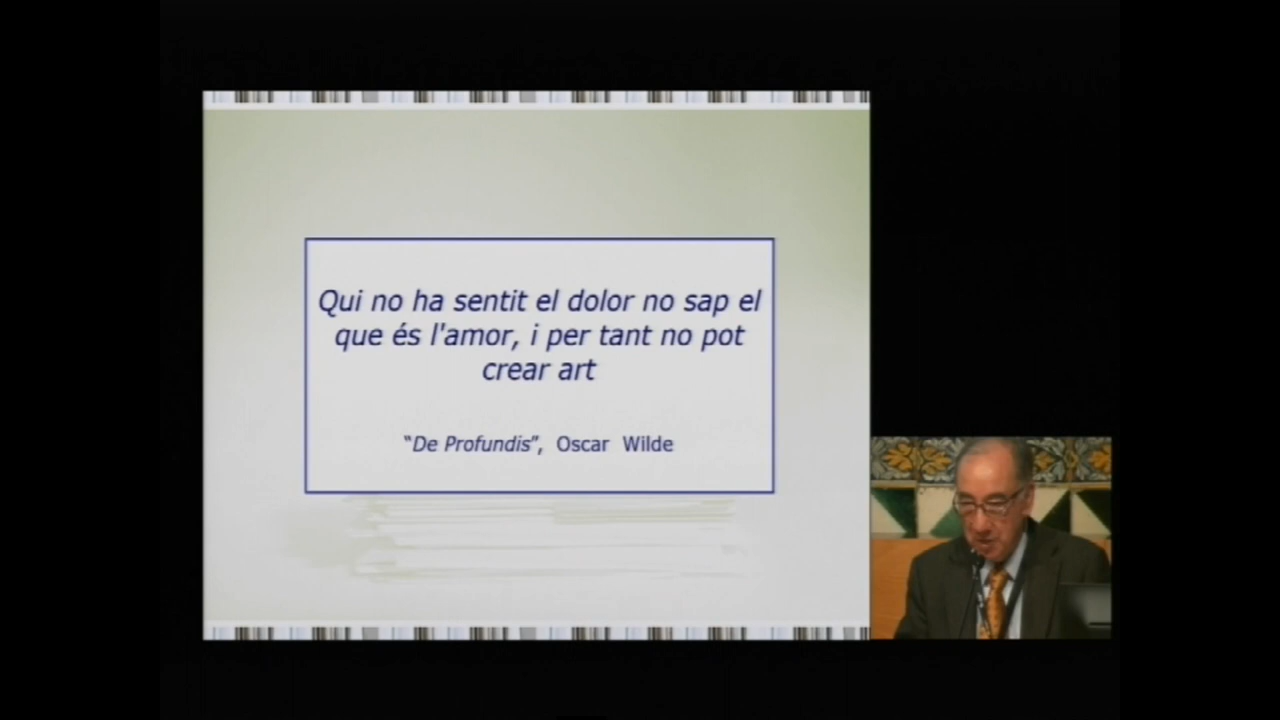 Qui no ha sentit el dolor no sap el
que és l'amor, i per tant no pot
crear art
“De Profundis”, Oscar Wilde